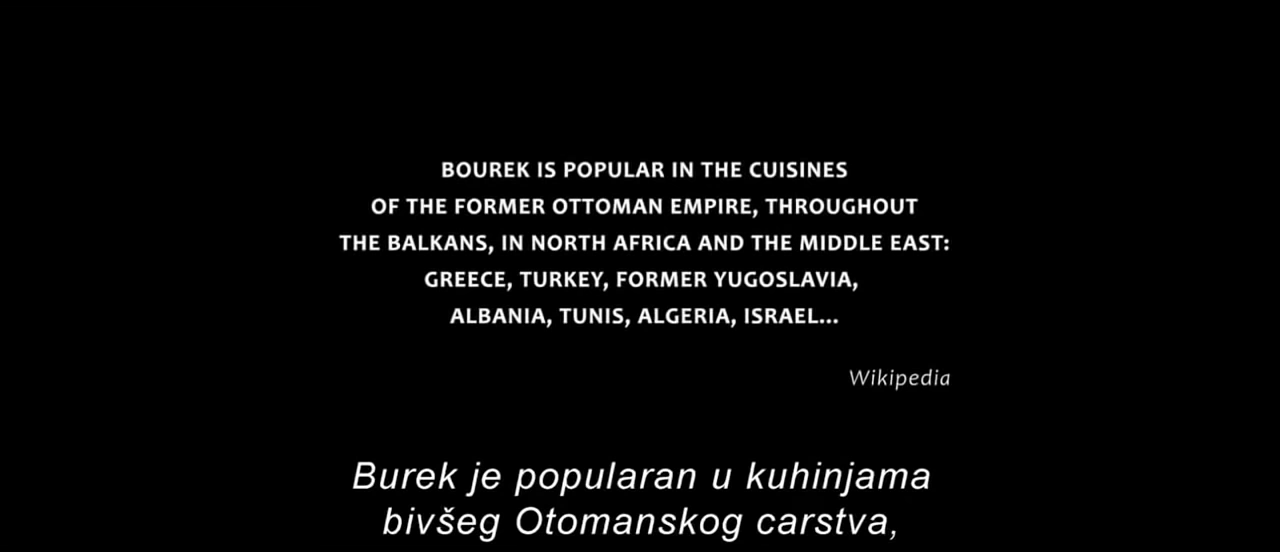 BOUREK IS POPULAR IN THE CUISINES
OF THE FORMER OTTOMAN EMPIRE, THROUGHOUT
THE BALKANS, IN NORTH AFRICA AND THE MIDDLE EAST:
GREECE, TURKEY, FORMER YUGOSLAVIA,
ALBANIA, TUNIS, ALGERIA, ISRAEL...
Wikipedia
Burek je popularan u kuhinjama
bivšeg Otomanskog carstva,